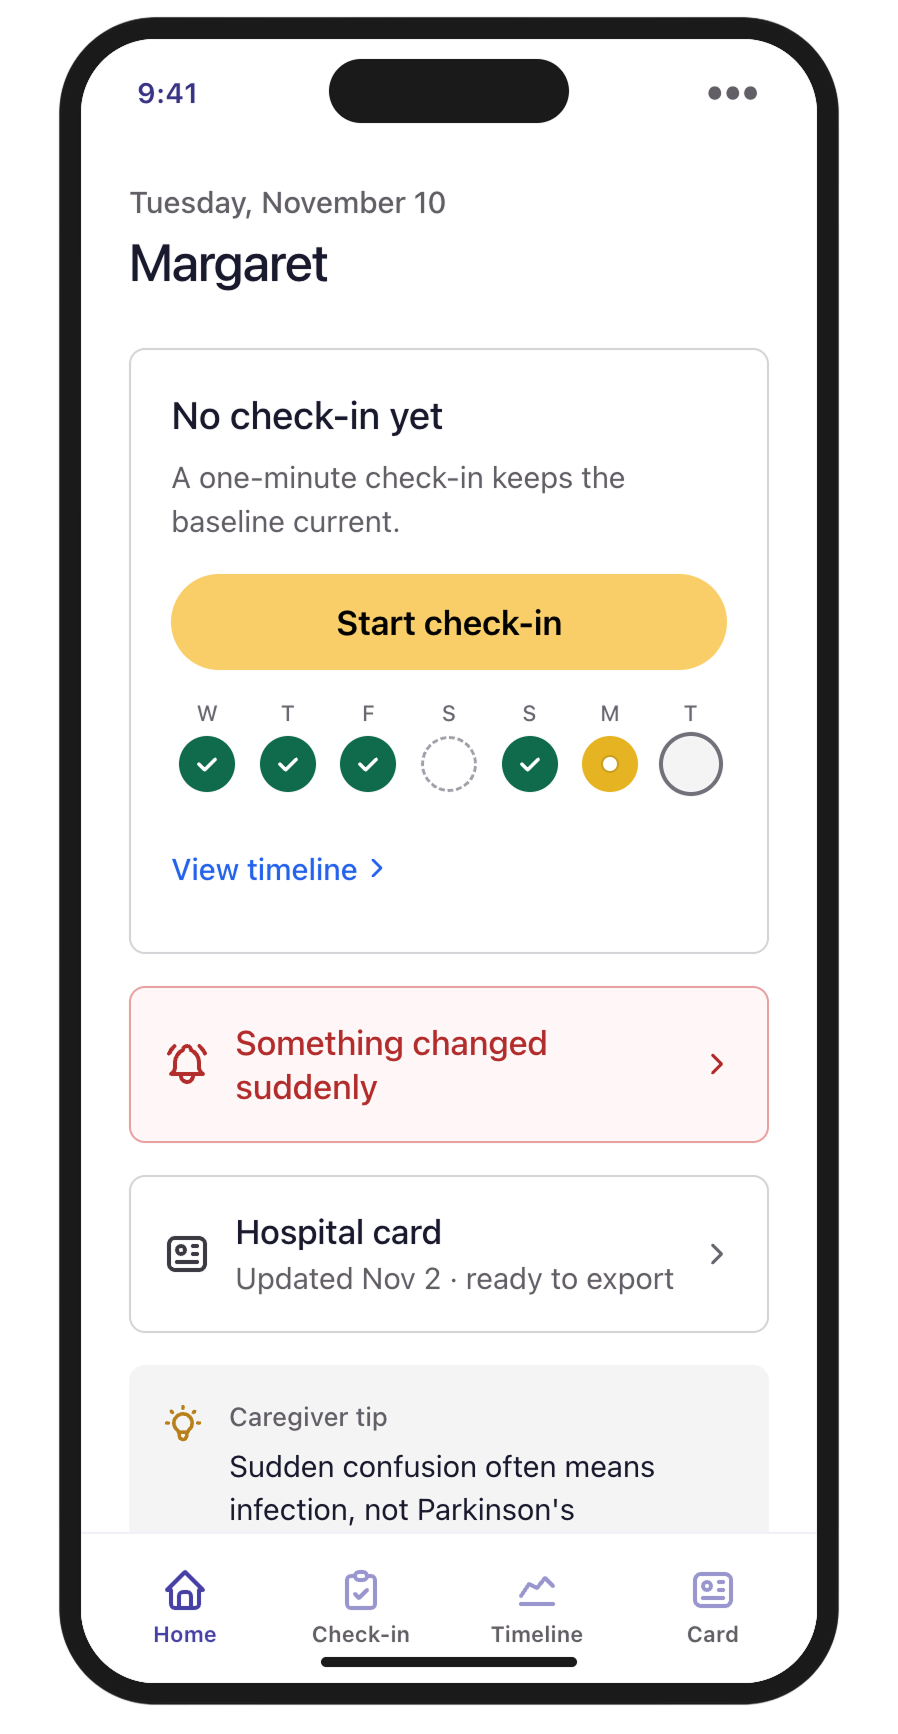 9:41
Tuesday, November 10
Margaret
No check-in yet
A one-minute check-in keeps the
baseline current.
Start check-in
W T F S S M T
View timeline
Something changed
suddenly
Hospital card
Updated Nov 2 · ready to export
Caregiver tip
Sudden confusion often means
infection, not Parkinson's
Home Check-in Timeline Card